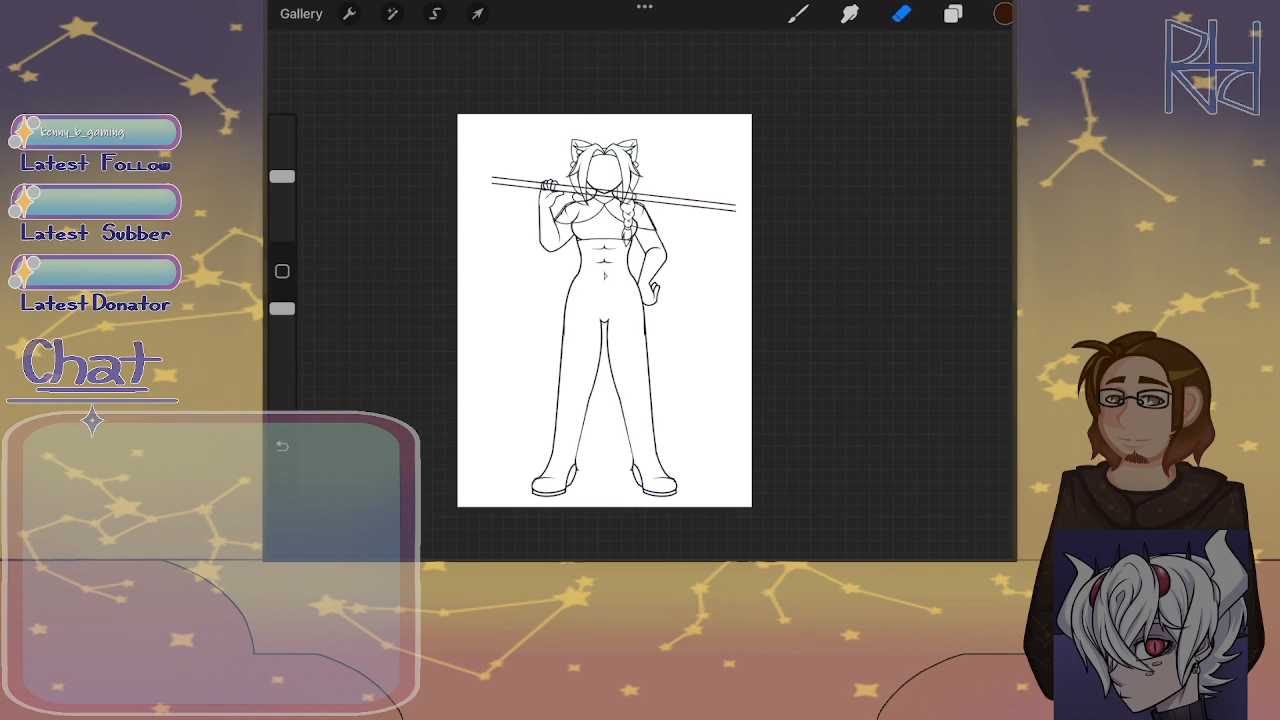 Gallery
kenny_b_gaming
Latest Follow
Latest Subber
Latest Donator
Chat